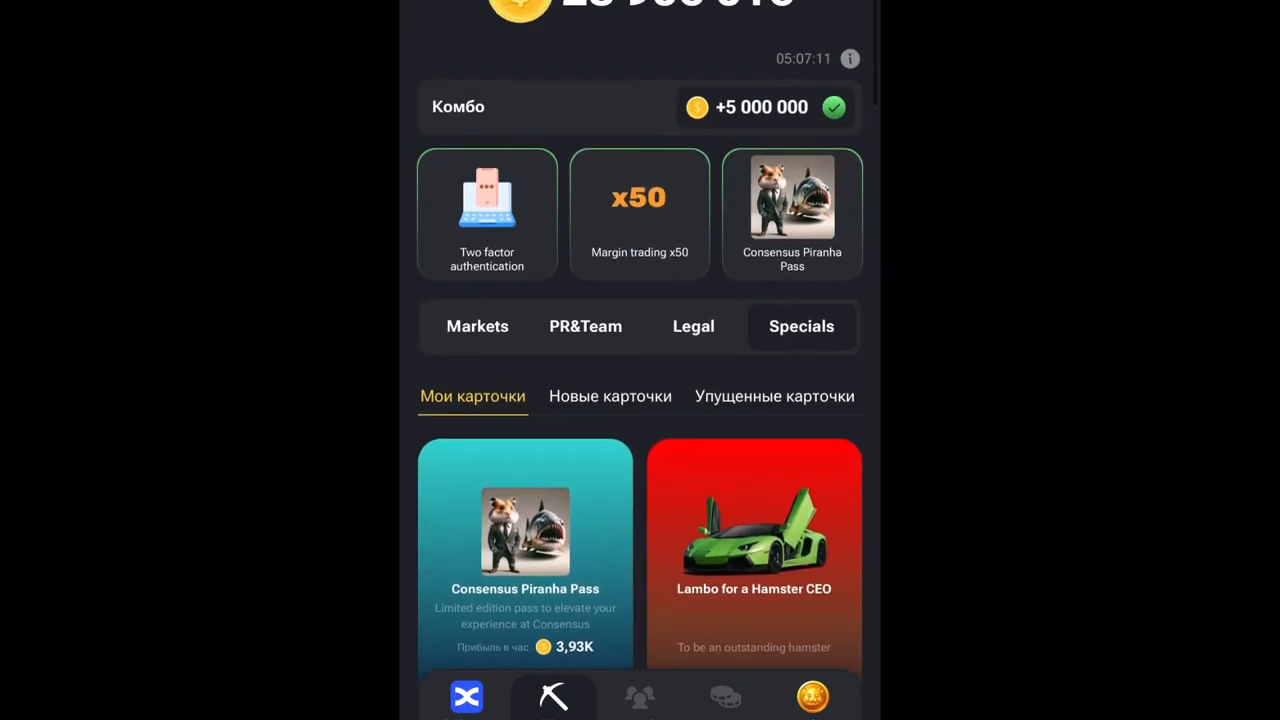 05:07:11
Комбо
+5 000 000
x50
Two factor
authentication
Margin trading x50
Consensus Piranha
Pass
Markets
PR&Team
Legal
Specials
Мои карточки
Новые карточки
Упущенные карточки
Consensus Piranha Pass
Limited edition pass to elevate your
experience at Consensus
Прибыль в час 3,93K
Lambo for a Hamster CEO
To be an outstanding hamster